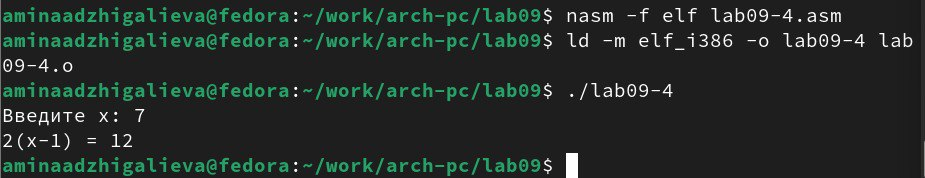 aminaadzhigalieva@fedora:~/work/arch-pc/lab09$ nasm -f elf lab09-4.asm
aminaadzhigalieva@fedora:~/work/arch-pc/lab09$ ld -m elf_i386 -o lab09-4 lab
09-4.o
aminaadzhigalieva@fedora:~/work/arch-pc/lab09$ ./lab09-4
Введите x: 7
2(x-1) = 12
aminaadzhigalieva@fedora:~/work/arch-pc/lab09$